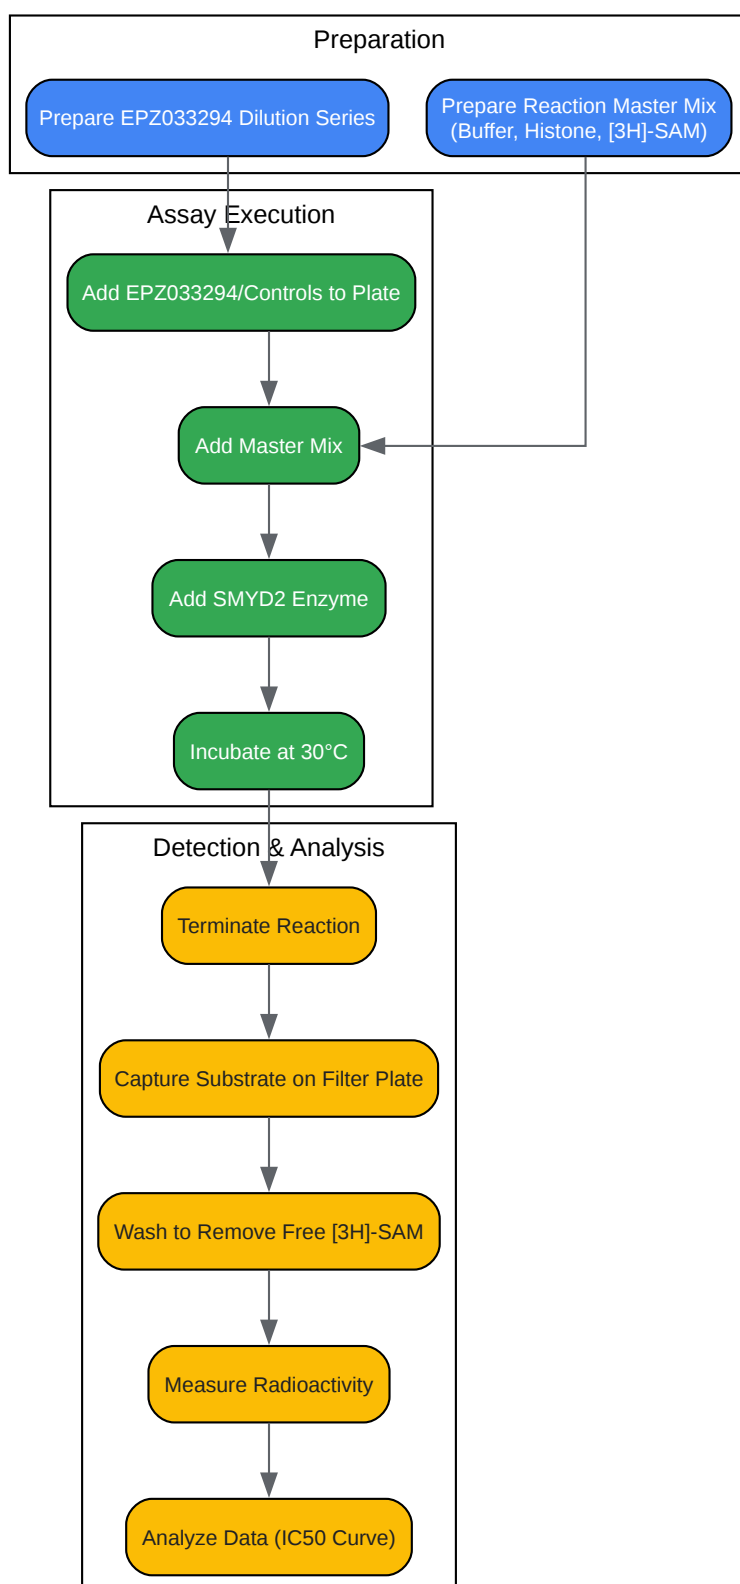 Preparation
Prepare EPZ033294 Dilution Series
Prepare Reaction Master Mix
(Buffer, Histone, [3H]-SAM)
Assay Execution
Add EPZ033294/Controls to Plate
Add Master Mix
Add SMYD2 Enzyme
Incubate at 30°C
Detection & Analysis
Terminate Reaction
Capture Substrate on Filter Plate
Wash to Remove Free [3H]-SAM
Measure Radioactivity
Analyze Data (IC50 Curve)